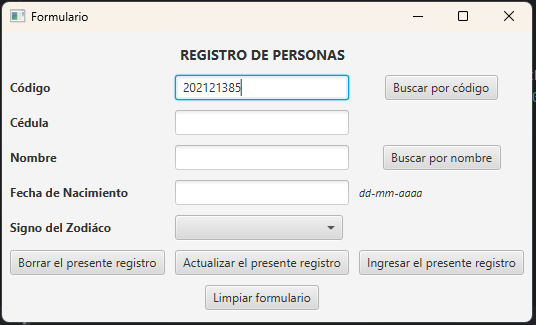 Formulario
REGISTRO DE PERSONAS
Código 202121385 Buscar por código
Cédula
Nombre Buscar por nombre
Fecha de Nacimiento dd-mm-aaaa
Signo del Zodiáco
Borrar el presente registro Actualizar el presente registro Ingresar el presente registro
Limpiar formulario